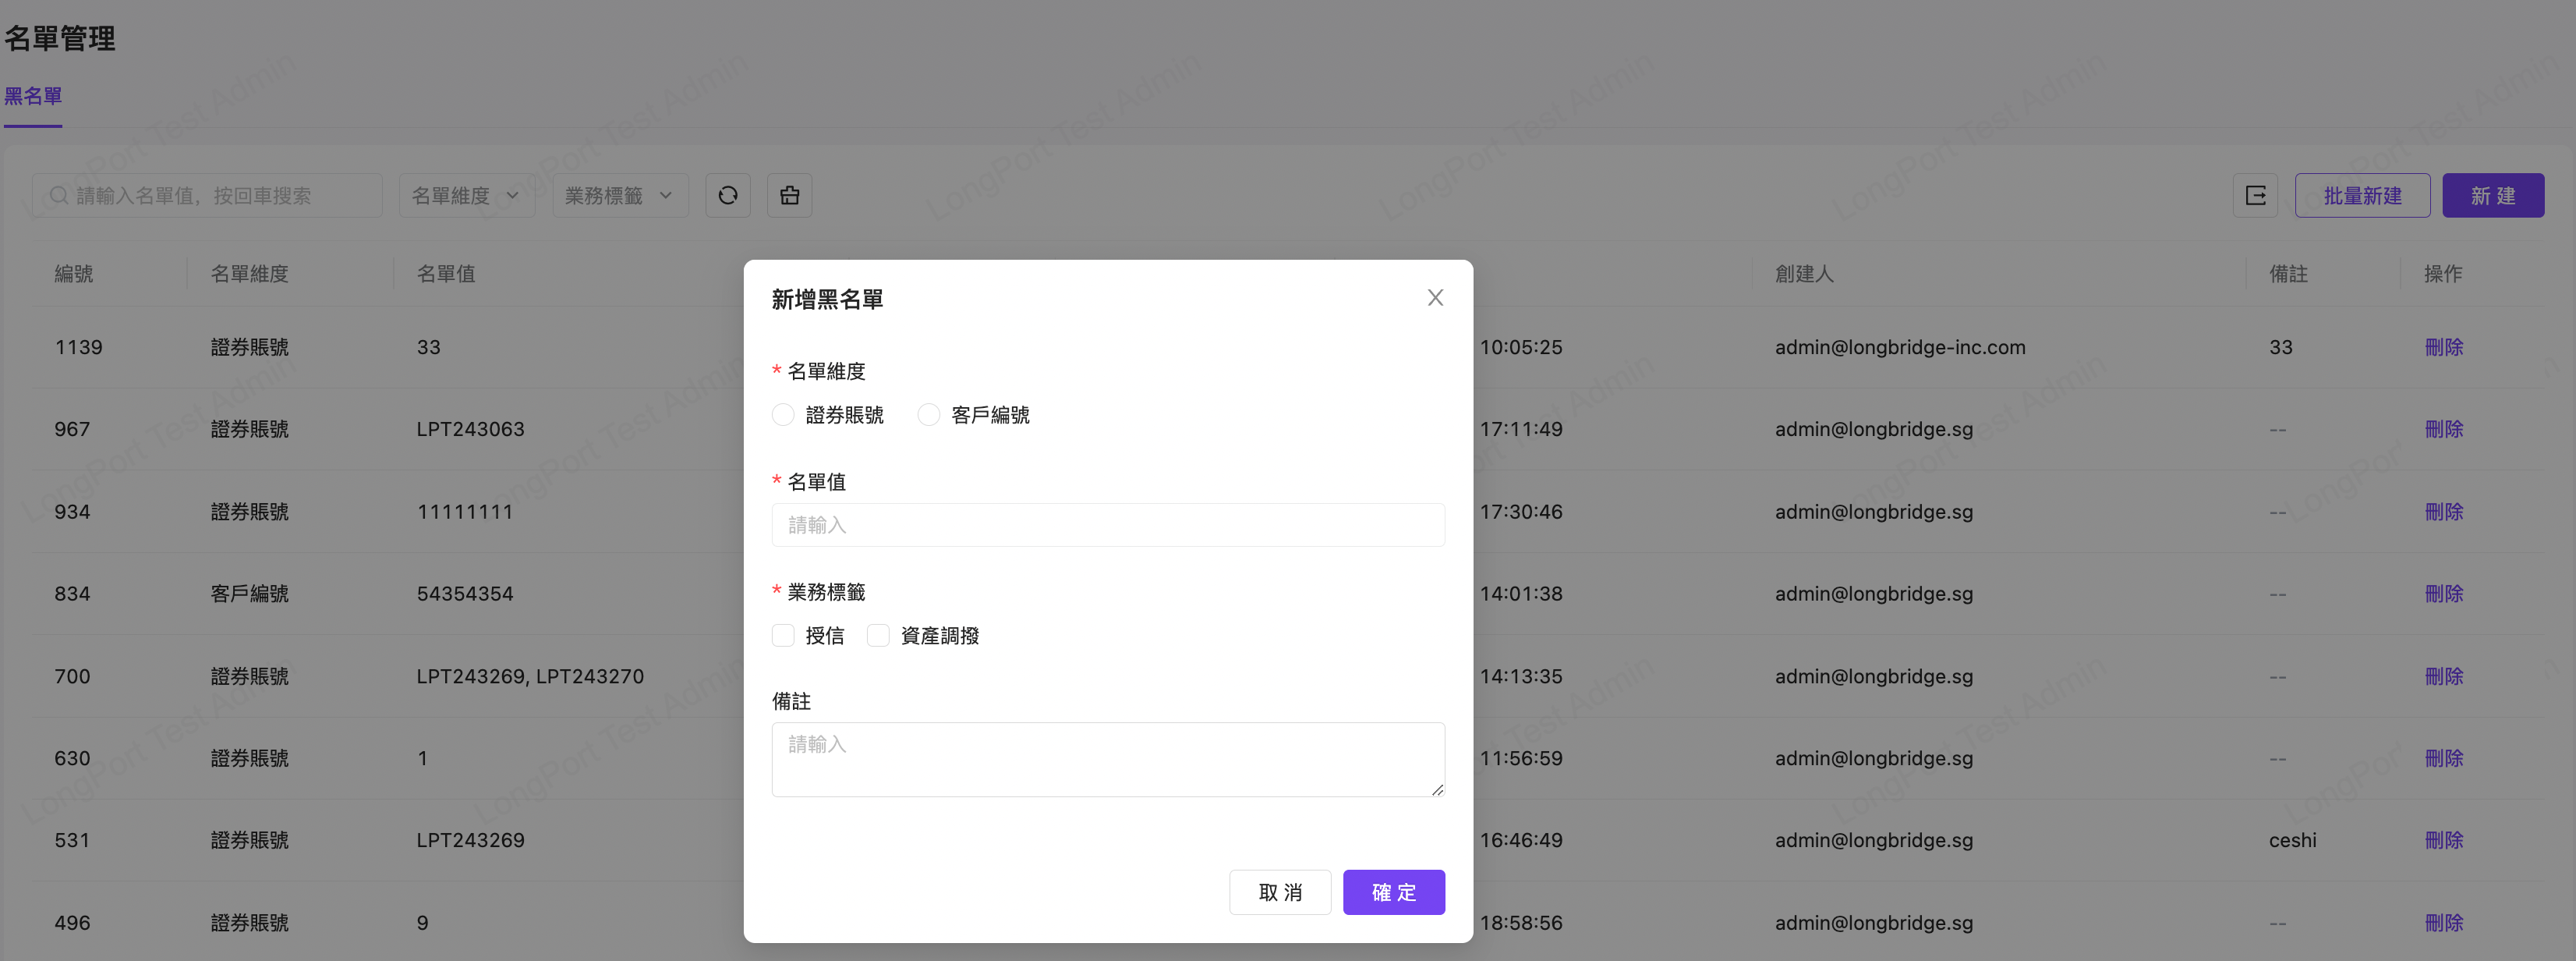 名單管理
黑名單
請輸入名單值，按回車搜索 名單維度 業務標籤 批量新建 新 建
編號 名單維度 名單值 創建人 備註 操作
1139 證券賬號 33 10:05:25 admin@longbridge-inc.com 33 刪除
967 證券賬號 LPT243063 17:11:49 admin@longbridge.sg -- 刪除
934 證券賬號 11111111 17:30:46 admin@longbridge.sg -- 刪除
834 客戶編號 54354354 14:01:38 admin@longbridge.sg -- 刪除
700 證券賬號 LPT243269, LPT243270 14:13:35 admin@longbridge.sg -- 刪除
630 證券賬號 1 11:56:59 admin@longbridge.sg -- 刪除
531 證券賬號 LPT243269 16:46:49 admin@longbridge.sg ceshi 刪除
496 證券賬號 9 18:58:56 admin@longbridge.sg -- 刪除
新增黑名單
* 名單維度
證券賬號 客戶編號
* 名單值
請輸入
* 業務標籤
授信 資產調撥
備註
請輸入
取 消 確 定
LongPort Test Admin